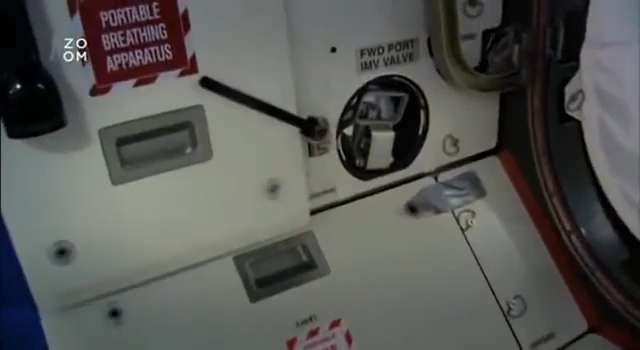 PORTABLE
BREATHING
APPARATUS
ZO
OM
FWD PORT
IMV VALVE